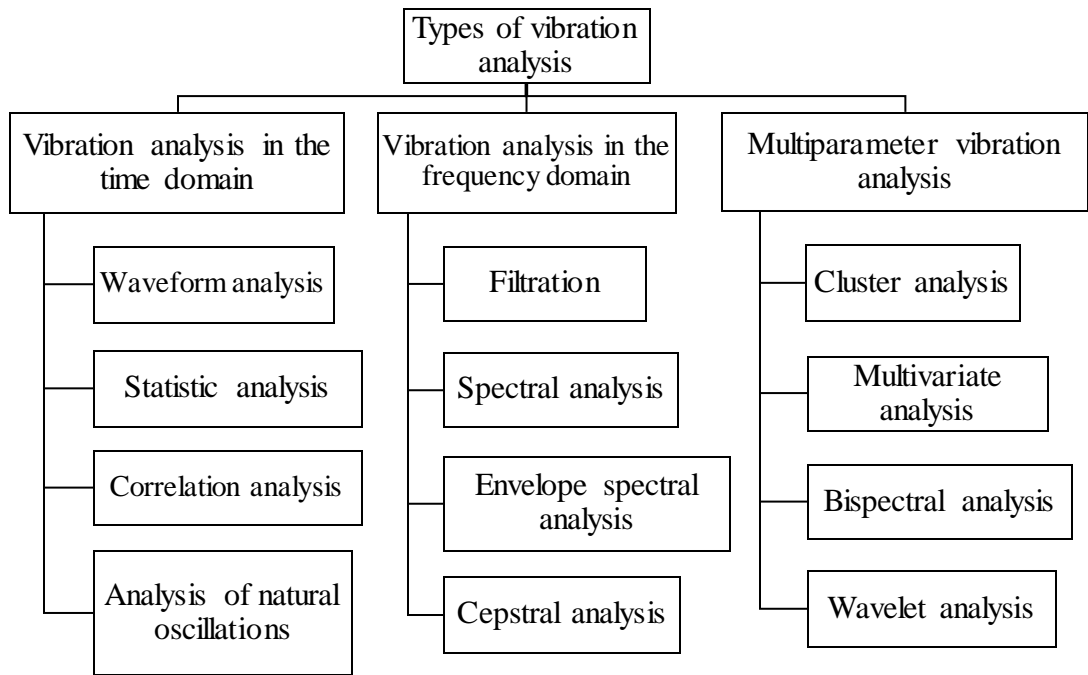 Types of vibration
analysis
Vibration analysis in the
time domain
Waveform analysis
Statistic analysis
Correlation analysis
Analysis of natural
oscillations
Vibration analysis in the
frequency domain
Filtration
Spectral analysis
Envelope spectral
analysis
Cepstral analysis
Multiparameter vibration
analysis
Cluster analysis
Multivariate
analysis
Bispectral analysis
Wavelet analysis